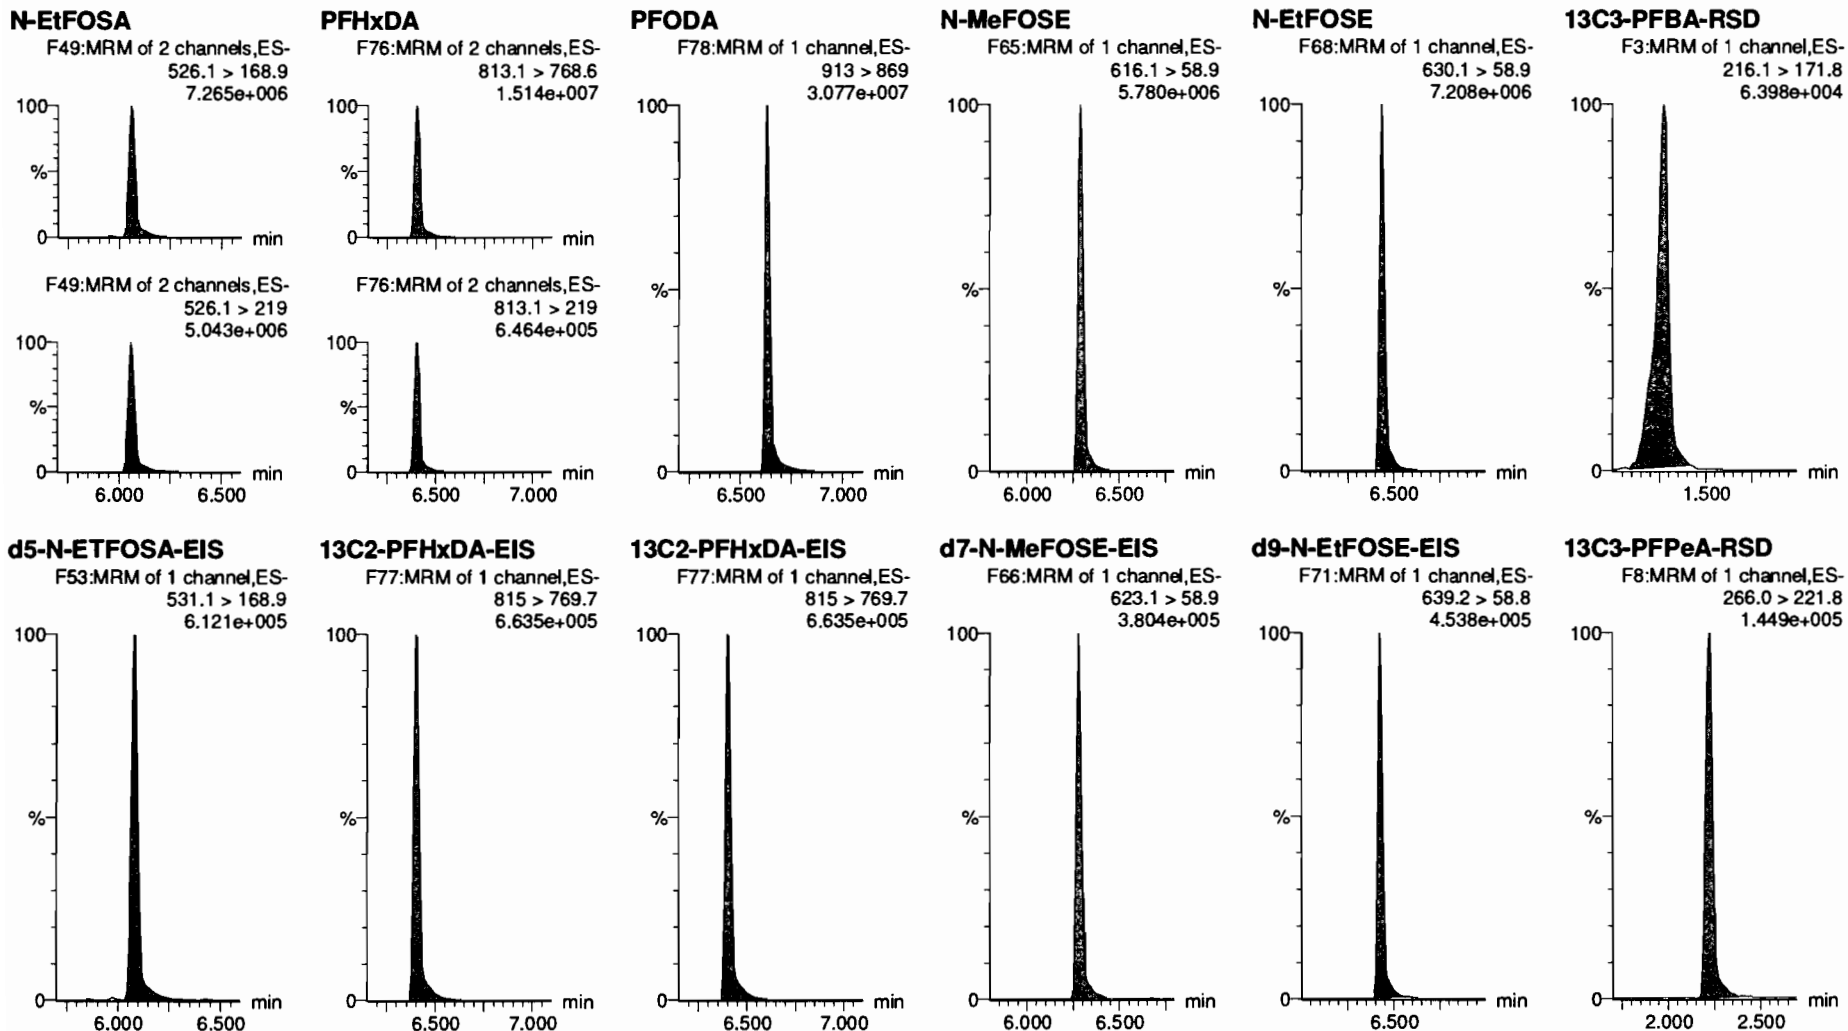 N-EtFOSA
F49:MRM of 2 channels,ES-
526.1 > 168.9
7.265e+006
100
%
0
min
F49:MRM of 2 channels,ES-
526.1 > 219
5.043e+006
100
%
0
min
6.000
6.500
PFHxDA
F76:MRM of 2 channels,ES-
813.1 > 768.6
1.514e+007
100
%
0
min
F76:MRM of 2 channels,ES-
813.1 > 219
6.464e+005
100
%
0
min
6.500
7.000
PFODA
F78:MRM of 1 channel,ES-
913 > 869
3.077e+007
100
%
0
min
6.500
7.000
N-MeFOSE
F65:MRM of 1 channel,ES-
616.1 > 58.9
5.780e+006
100
%
0
min
6.000
6.500
N-EtFOSE
F68:MRM of 1 channel,ES-
630.1 > 58.9
7.208e+006
100
%
0
min
6.500
13C3-PFBA-RSD
F3:MRM of 1 channel,ES-
216.1 > 171.8
6.398e+004
100
%
0
min
1.500
d5-N-ETFOSA-EIS
F53:MRM of 1 channel,ES-
531.1 > 168.9
6.121e+005
100
%
0
min
6.000
6.500
13C2-PFHxDA-EIS
F77:MRM of 1 channel,ES-
815 > 769.7
6.635e+005
100
%
0
min
6.500
7.000
13C2-PFHxDA-EIS
F77:MRM of 1 channel,ES-
815 > 769.7
6.635e+005
100
%
0
min
6.500
7.000
d7-N-MeFOSE-EIS
F66:MRM of 1 channel,ES-
623.1 > 58.9
3.804e+005
100
%
0
min
6.000
6.500
d9-N-EtFOSE-EIS
F71:MRM of 1 channel,ES-
639.2 > 58.8
4.538e+005
100
%
0
min
6.500
13C3-PFPeA-RSD
F8:MRM of 1 channel,ES-
266.0 > 221.8
1.449e+005
100
%
0
min
2.000
2.500